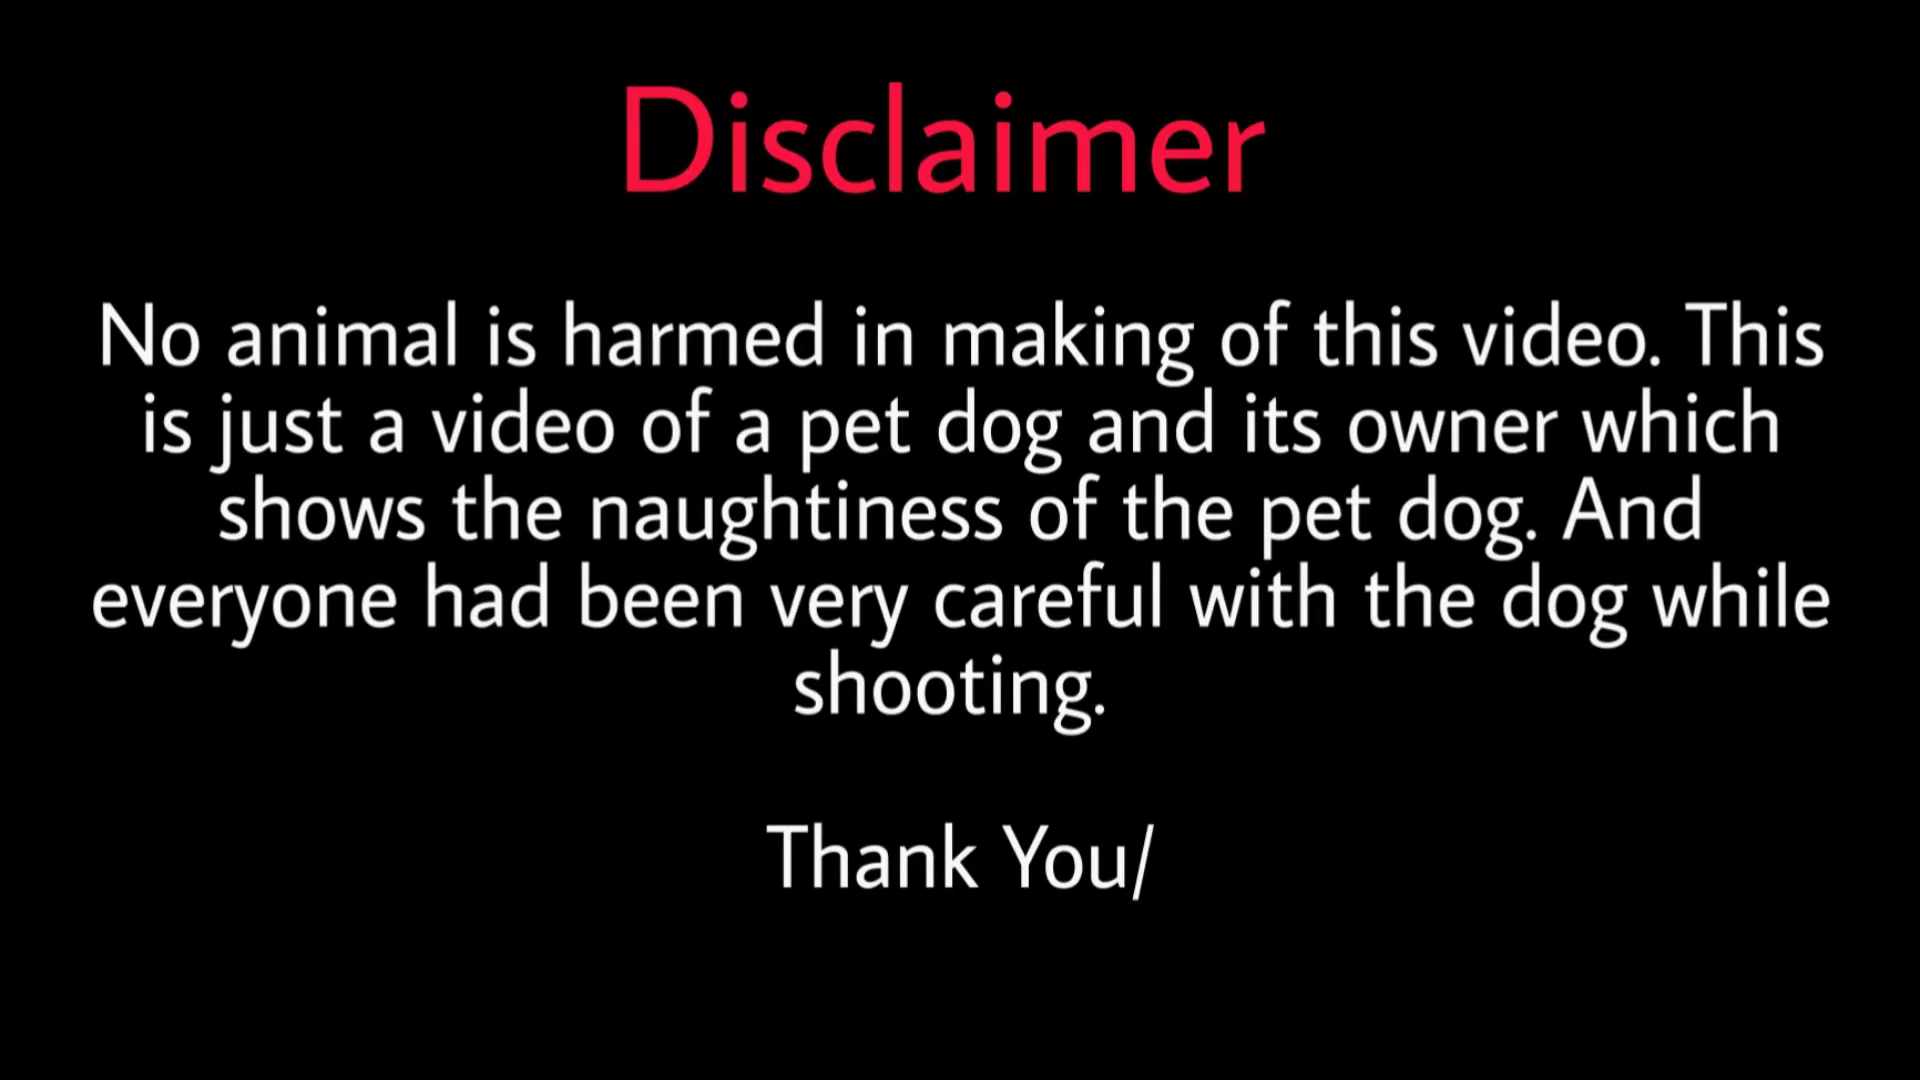 Disclaimer
No animal is harmed in making of this video. This
is just a video of a pet dog and its owner which
shows the naughtiness of the pet dog. And
everyone had been very careful with the dog while
shooting.
Thank You/